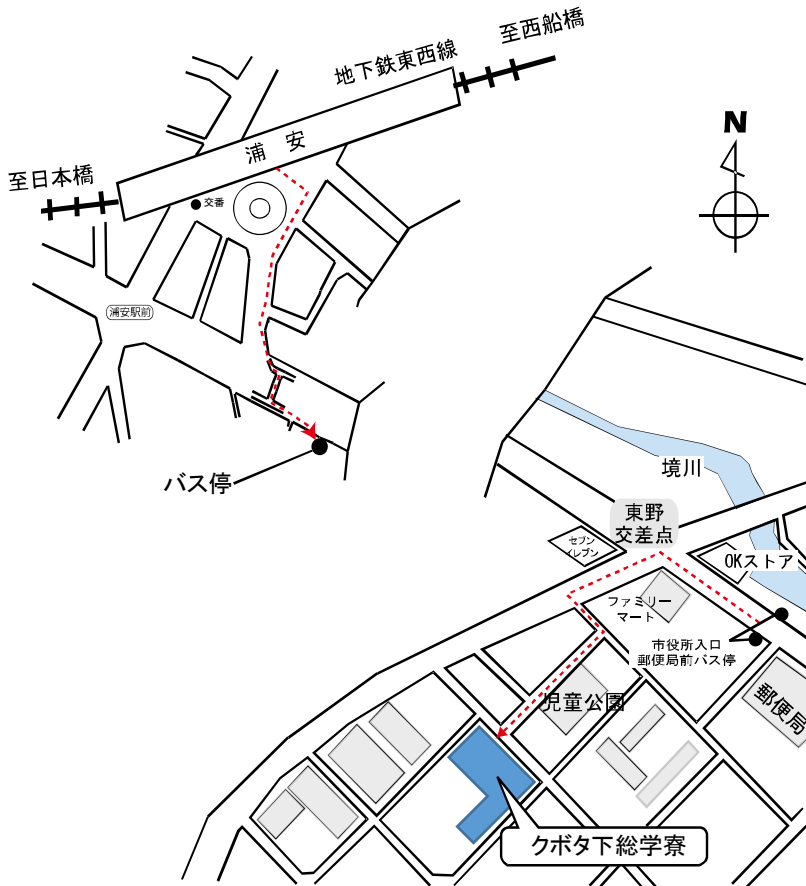 至西船橋
地下鉄東西線
浦安
至日本橋
交番
N
浦安駅前
バス停
境川
東野
交差点
セブン
イレブン
OKストア
ファミリー
マート
市役所入口
郵便局前バス停
郵便局
児童公園
クボタ下総学寮